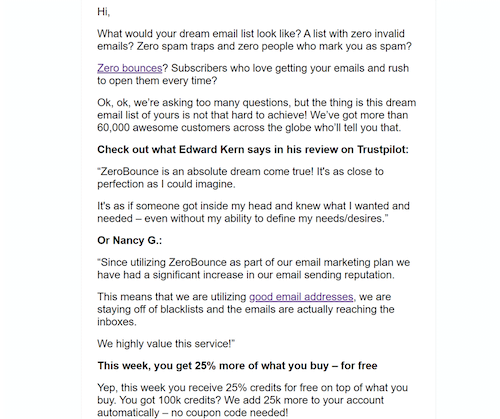 Hi,
What would your dream email list look like? A list with zero invalid
emails? Zero spam traps and zero people who mark you as spam?
Zero bounces? Subscribers who love getting your emails and rush
to open them every time?
Ok, ok, we're asking too many questions, but the thing is this dream
email list of yours is not that hard to achieve! We've got more than
60,000 awesome customers across the globe who'll tell you that.
Check out what Edward Kern says in his review on Trustpilot:
“ZeroBounce is an absolute dream come true! It's as close to
perfection as I could imagine.
It's as if someone got inside my head and knew what I wanted and
needed – even without my ability to define my needs/desires.”
Or Nancy G.:
“Since utilizing ZeroBounce as part of our email marketing plan we
have had a significant increase in our email sending reputation.
This means that we are utilizing good email addresses, we are
staying off of blacklists and the emails are actually reaching the
inboxes.
We highly value this service!”
This week, you get 25% more of what you buy – for free
Yep, this week you receive 25% credits for free on top of what you
buy. You got 100k credits? We add 25k more to your account
automatically – no coupon code needed!